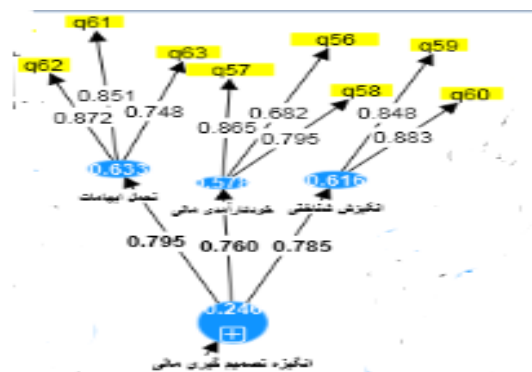 q61
q56
q62
q63
q57
q59
q58
q60
0.851
0.682
0.872
0.748
0.865
0.795
0.848
0.883
0.633
0.578
0.616
تحمل ابهامات
خودکارآمدی مالی
انگیزش شناختی
0.795
0.760
0.785
0.240
انگیزه تصمیم گیری مالی